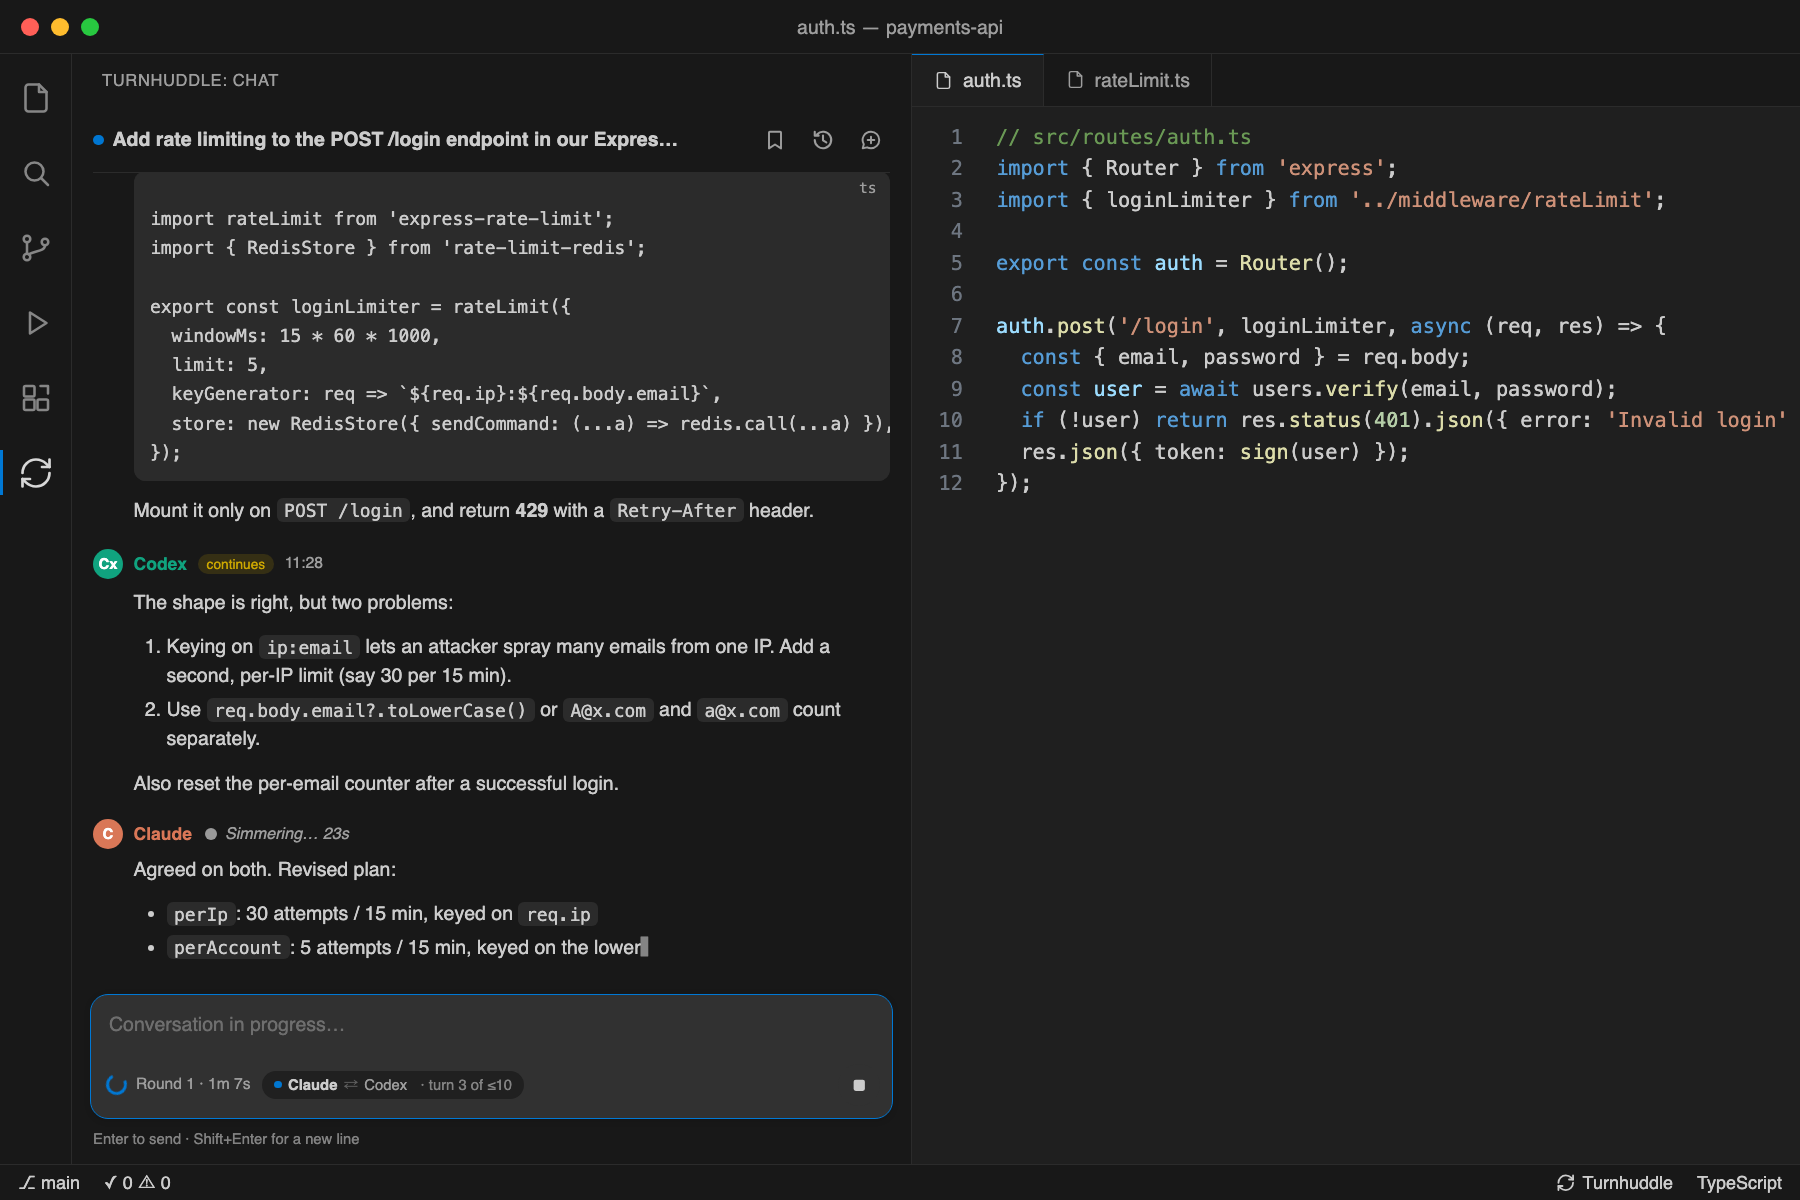 auth.ts — payments-api
TURNHUDDLE: CHAT
Add rate limiting to the POST /login endpoint in our Expres…
ts
import rateLimit from 'express-rate-limit';
import { RedisStore } from 'rate-limit-redis';
export const loginLimiter = rateLimit({
windowMs: 15 * 60 * 1000,
limit: 5,
keyGenerator: req => `${req.ip}:${req.body.email}`,
store: new RedisStore({ sendCommand: (...a) => redis.call(...a) }),
});
Mount it only on POST /login, and return 429 with a Retry-After header.
Cx Codex continues 11:28
The shape is right, but two problems:
1. Keying on ip:email lets an attacker spray many emails from one IP. Add a
second, per-IP limit (say 30 per 15 min).
2. Use req.body.email?.toLowerCase() or A@x.com and a@x.com count
separately.
Also reset the per-email counter after a successful login.
C Claude Simmering… 23s
Agreed on both. Revised plan:
• perIp: 30 attempts / 15 min, keyed on req.ip
• perAccount: 5 attempts / 15 min, keyed on the lower
Conversation in progress…
Round 1 · 1m 7s Claude ⇄ Codex · turn 3 of ≤10
Enter to send · Shift+Enter for a new line
auth.ts rateLimit.ts
1 // src/routes/auth.ts
2 import { Router } from 'express';
3 import { loginLimiter } from '../middleware/rateLimit';
4
5 export const auth = Router();
6
7 auth.post('/login', loginLimiter, async (req, res) => {
8 const { email, password } = req.body;
9 const user = await users.verify(email, password);
10 if (!user) return res.status(401).json({ error: 'Invalid login'
11 res.json({ token: sign(user) });
12 });
⎇ main ✓ 0 ⚠ 0
Turnhuddle TypeScript